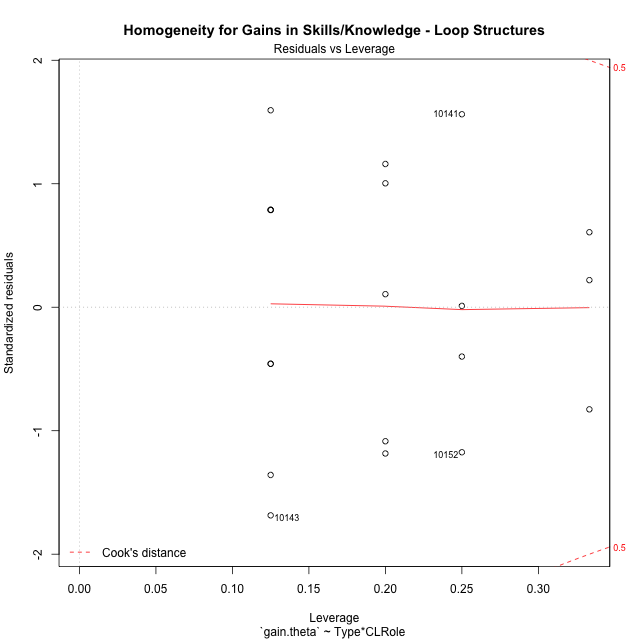 Homogeneity for Gains in Skills/Knowledge - Loop Structures
Residuals vs Leverage
2
0.5
10141
1
0
Standardized residuals
-1
10152
10143
-2
Cook's distance
0.5
0.00 0.05 0.10 0.15 0.20 0.25 0.30
Leverage
`gain.theta` ~ Type*CLRole